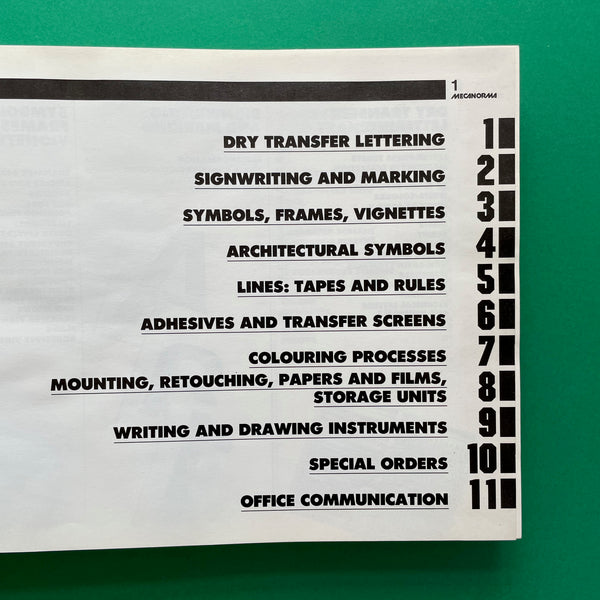 1
MECANORMA
DRY TRANSFER LETTERING 1
SIGNWRITING AND MARKING 2
SYMBOLS, FRAMES, VIGNETTES 3
ARCHITECTURAL SYMBOLS 4
LINES: TAPES AND RULES 5
ADHESIVES AND TRANSFER SCREENS 6
COLOURING PROCESSES 7
MOUNTING, RETOUCHING, PAPERS AND FILMS, 8
STORAGE UNITS
WRITING AND DRAWING INSTRUMENTS 9
SPECIAL ORDERS 10
OFFICE COMMUNICATION 11